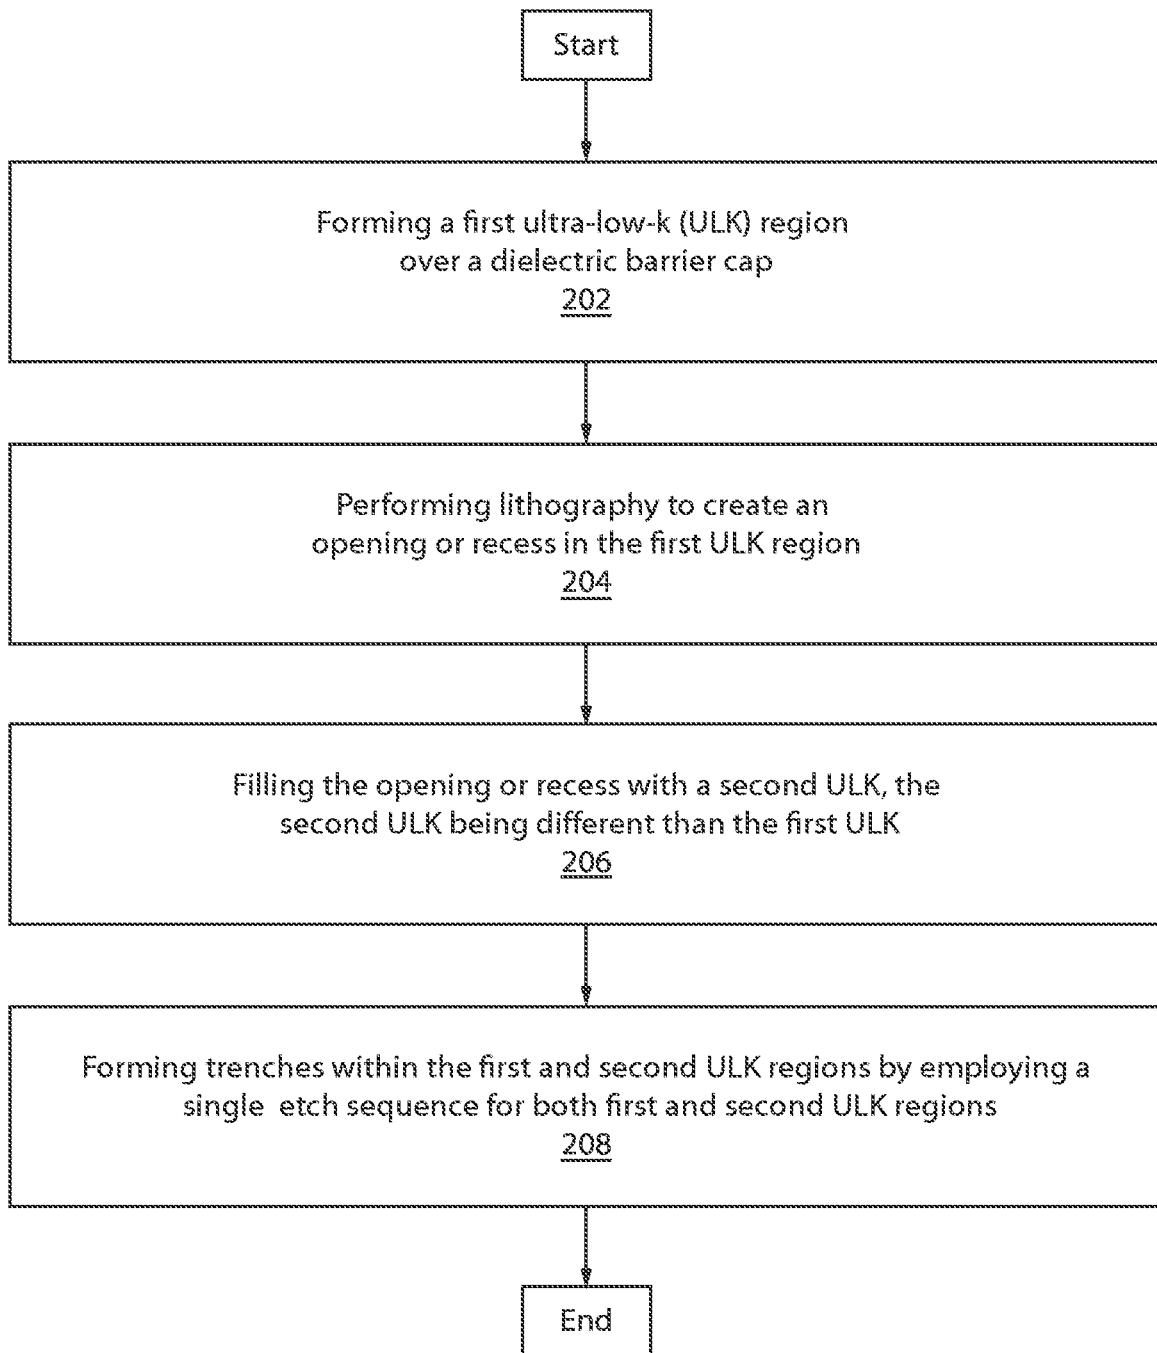 Start
Forming a first ultra-low-k (ULK) region
over a dielectric barrier cap
202
Performing lithography to create an
opening or recess in the first ULK region
204
Filling the opening or recess with a second ULK, the
second ULK being different than the first ULK
206
Forming trenches within the first and second ULK regions by employing a
single etch sequence for both first and second ULK regions
208
End